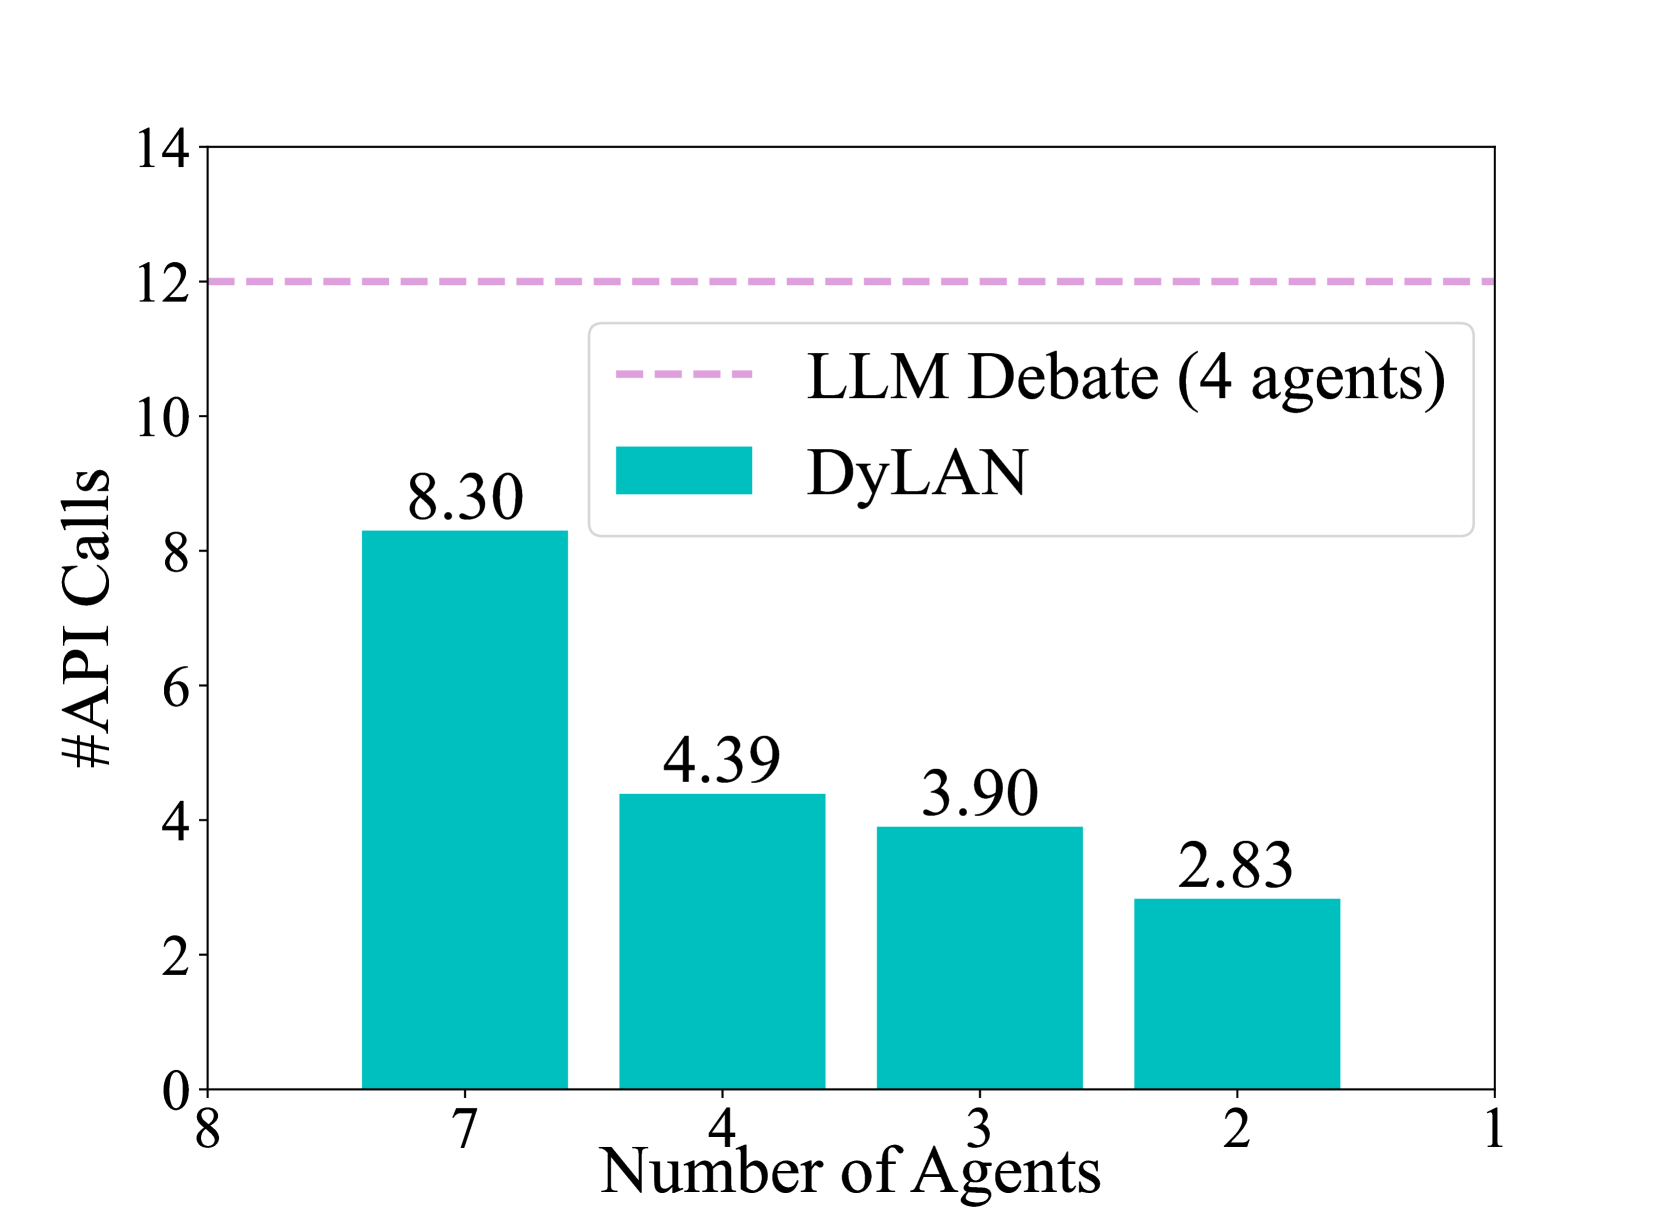 14
12
10
8
6
4
2
0
#API Calls
LLM Debate (4 agents)
DyLAN
8.30
4.39
3.90
2.83
8 7 4 3 2 1
Number of Agents